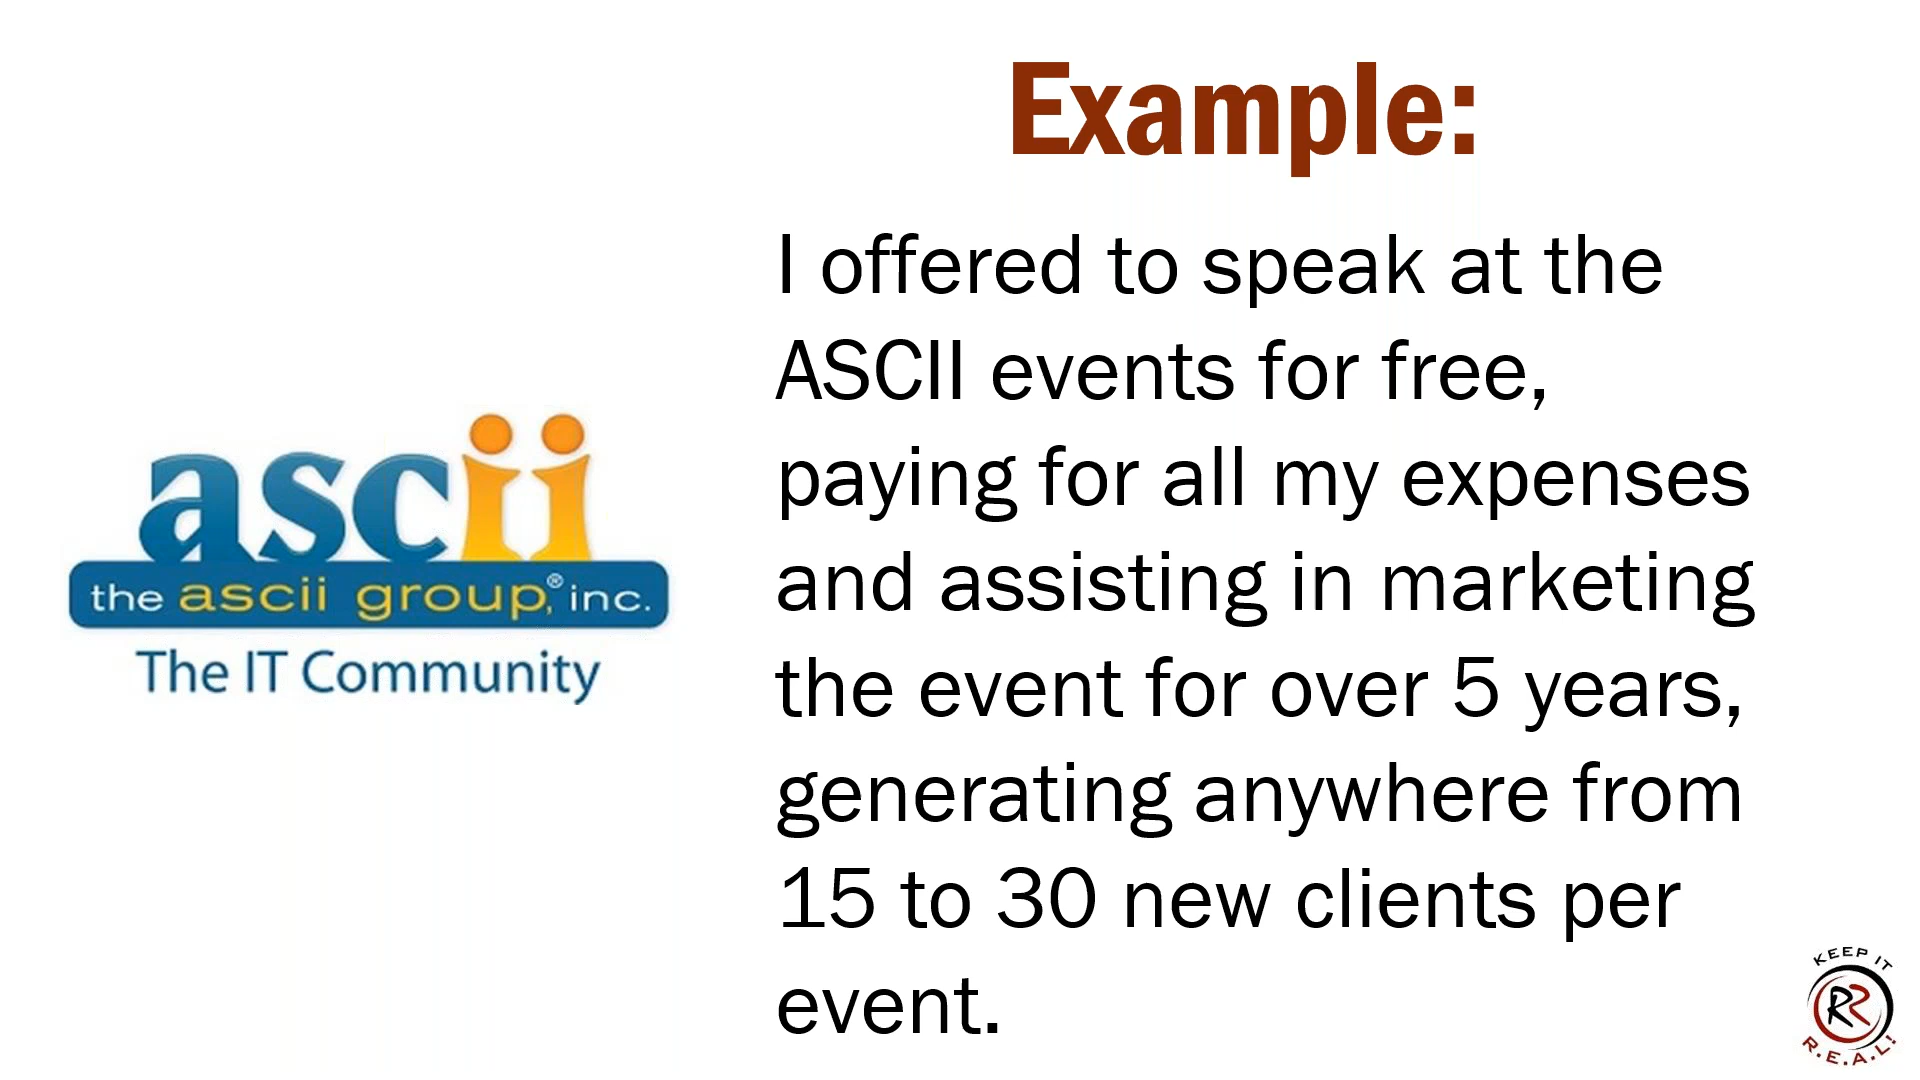 Example:
I offered to speak at the
ASCII events for free,
paying for all my expenses
and assisting in marketing
the event for over 5 years,
generating anywhere from
15 to 30 new clients per
event.
ascii
the ascii group,® inc.
The IT Community
KEEP IT
RR
R.E.A.L!